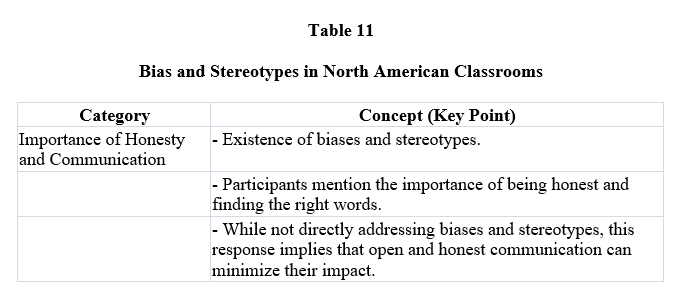 Table 11
Bias and Stereotypes in North American Classrooms
Category
Concept (Key Point)
Importance of Honesty
and Communication
- Existence of biases and stereotypes.
- Participants mention the importance of being honest and
finding the right words.
- While not directly addressing biases and stereotypes, this
response implies that open and honest communication can
minimize their impact.